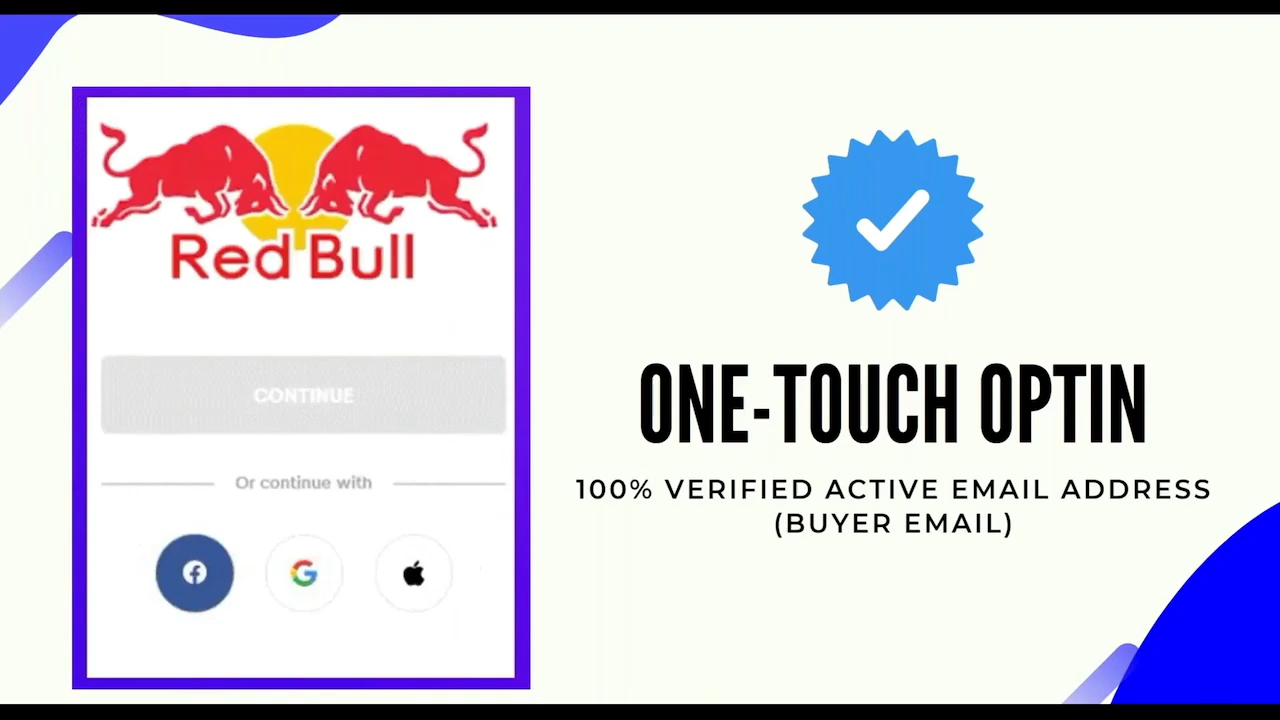 Red Bull
CONTINUE
Or continue with
ONE-TOUCH OPTIN
100% VERIFIED ACTIVE EMAIL ADDRESS
(BUYER EMAIL)